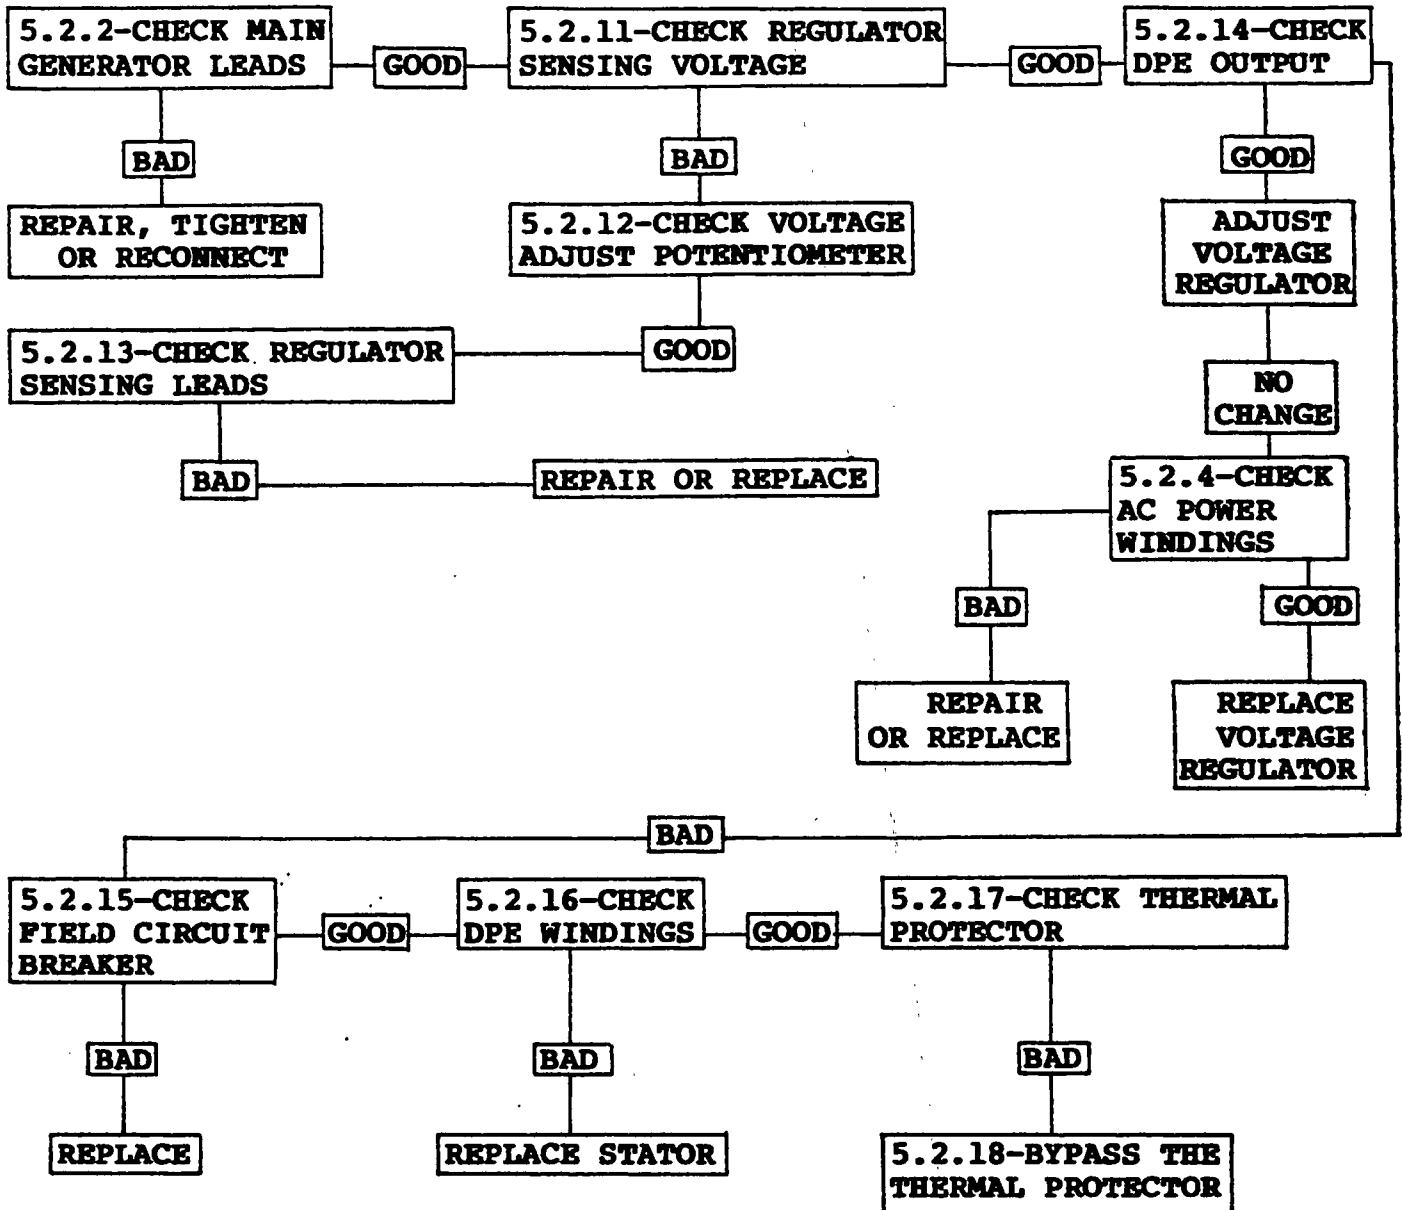 5.2.2-CHECK MAIN
GENERATOR LEADS
GOOD
5.2.11-CHECK REGULATOR
SENSING VOLTAGE
GOOD
5.2.14-CHECK
DPE OUTPUT
BAD
BAD
GOOD
REPAIR, TIGHTEN
OR RECONNECT
5.2.12-CHECK VOLTAGE
ADJUST POTENTIOMETER
ADJUST
VOLTAGE
REGULATOR
5.2.13-CHECK REGULATOR
SENSING LEADS
GOOD
NO
CHANGE
BAD
REPAIR OR REPLACE
5.2.4-CHECK
AC POWER
WINDINGS
BAD
GOOD
REPAIR
OR REPLACE
REPLACE
VOLTAGE
REGULATOR
BAD
5.2.15-CHECK
FIELD CIRCUIT
BREAKER
GOOD
5.2.16-CHECK
DPE WINDINGS
GOOD
5.2.17-CHECK THERMAL
PROTECTOR
BAD
BAD
BAD
REPLACE
REPLACE STATOR
5.2.18-BYPASS THE
THERMAL PROTECTOR